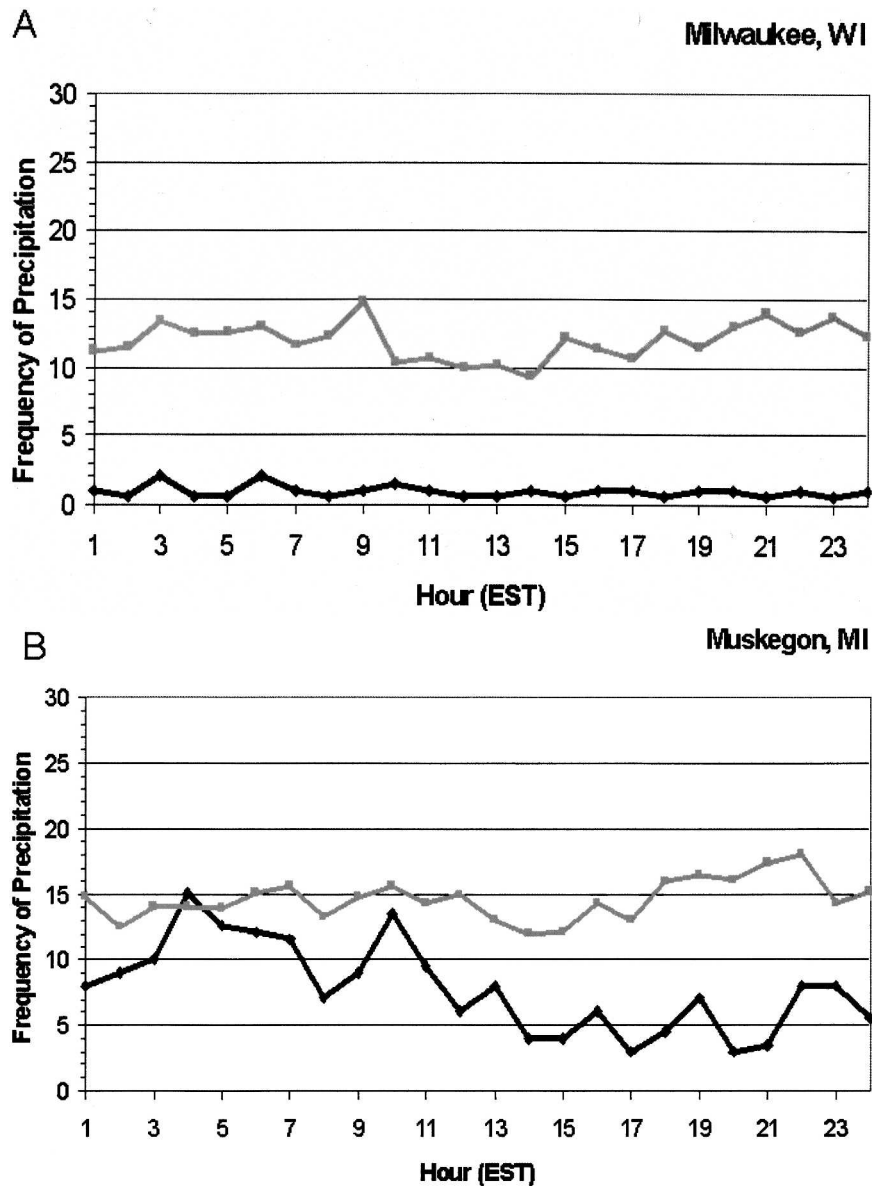 A
Milwaukee, WI
30
25
20
15
10
5
0
Frequency of Precipitation
1 3 5 7 9 11 13 15 17 19 21 23
Hour (EST)
B
Muskegon, MI
30
25
20
15
10
5
0
Frequency of Precipitation
1 3 5 7 9 11 13 15 17 19 21 23
Hour (EST)